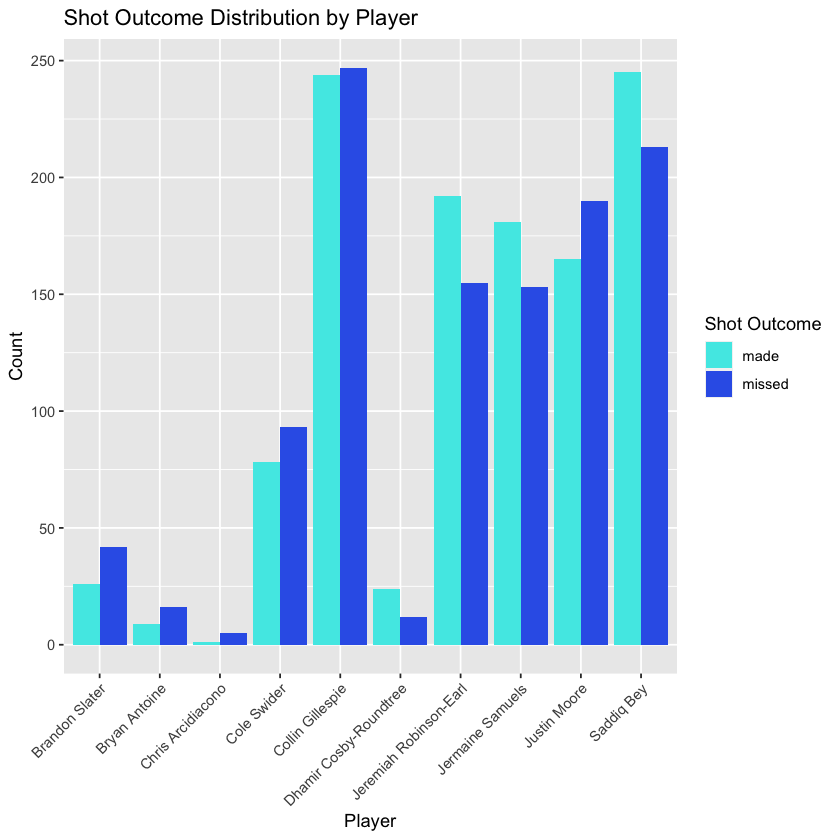 Shot Outcome Distribution by Player
250
200
150
100
50
0
Count
Brandon Slater
Bryan Antoine
Chris Arcidiacono
Cole Swider
Collin Gillespie
Dhamir Cosby-Roundtree
Jeremiah Robinson-Earl
Jermaine Samuels
Justin Moore
Saddiq Bey
Player
Shot Outcome
made
missed